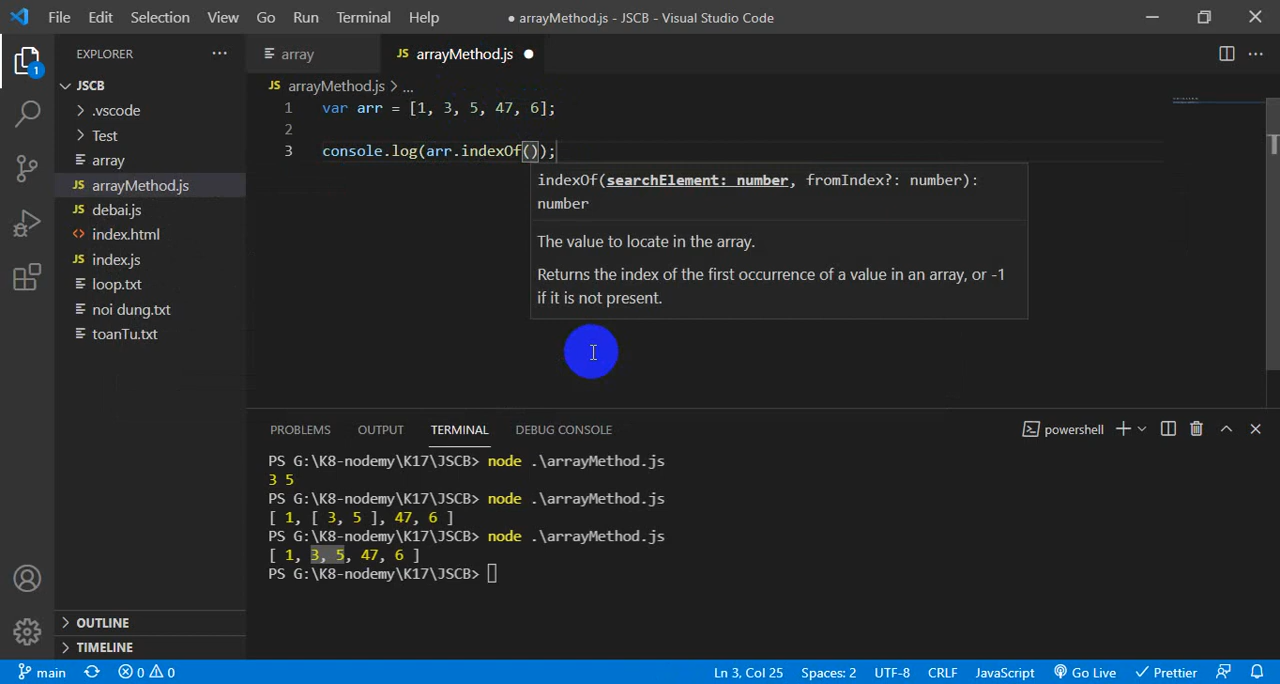 File Edit Selection View Go Run Terminal Help ● arrayMethod.js - JSCB - Visual Studio Code
EXPLORER ···
array
JS arrayMethod.js ●
1
JSCB
.vscode
Test
array
JS arrayMethod.js
JS debai.js
index.html
JS index.js
loop.txt
noi dung.txt
toanTu.txt
OUTLINE
TIMELINE
JS arrayMethod.js > ...
1 var arr = [1, 3, 5, 47, 6];
2
3 console.log(arr.indexOf());
indexOf(searchElement: number, fromIndex?: number):
number
The value to locate in the array.
Returns the index of the first occurrence of a value in an array, or -1
if it is not present.
PROBLEMS OUTPUT TERMINAL DEBUG CONSOLE powershell
PS G:\K8-nodemy\K17\JSCB> node .\arrayMethod.js
3 5
PS G:\K8-nodemy\K17\JSCB> node .\arrayMethod.js
[ 1, [ 3, 5 ], 47, 6 ]
PS G:\K8-nodemy\K17\JSCB> node .\arrayMethod.js
[ 1, 3, 5, 47, 6 ]
PS G:\K8-nodemy\K17\JSCB>
main 0 0 Ln 3, Col 25 Spaces: 2 UTF-8 CRLF JavaScript Go Live Prettier